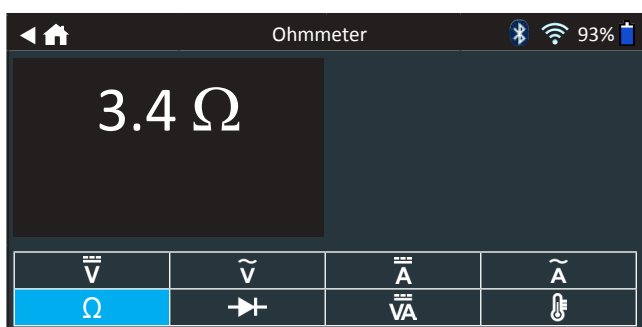 Ohmmeter 93%
3.4 Ω
V V A A
Ω VA